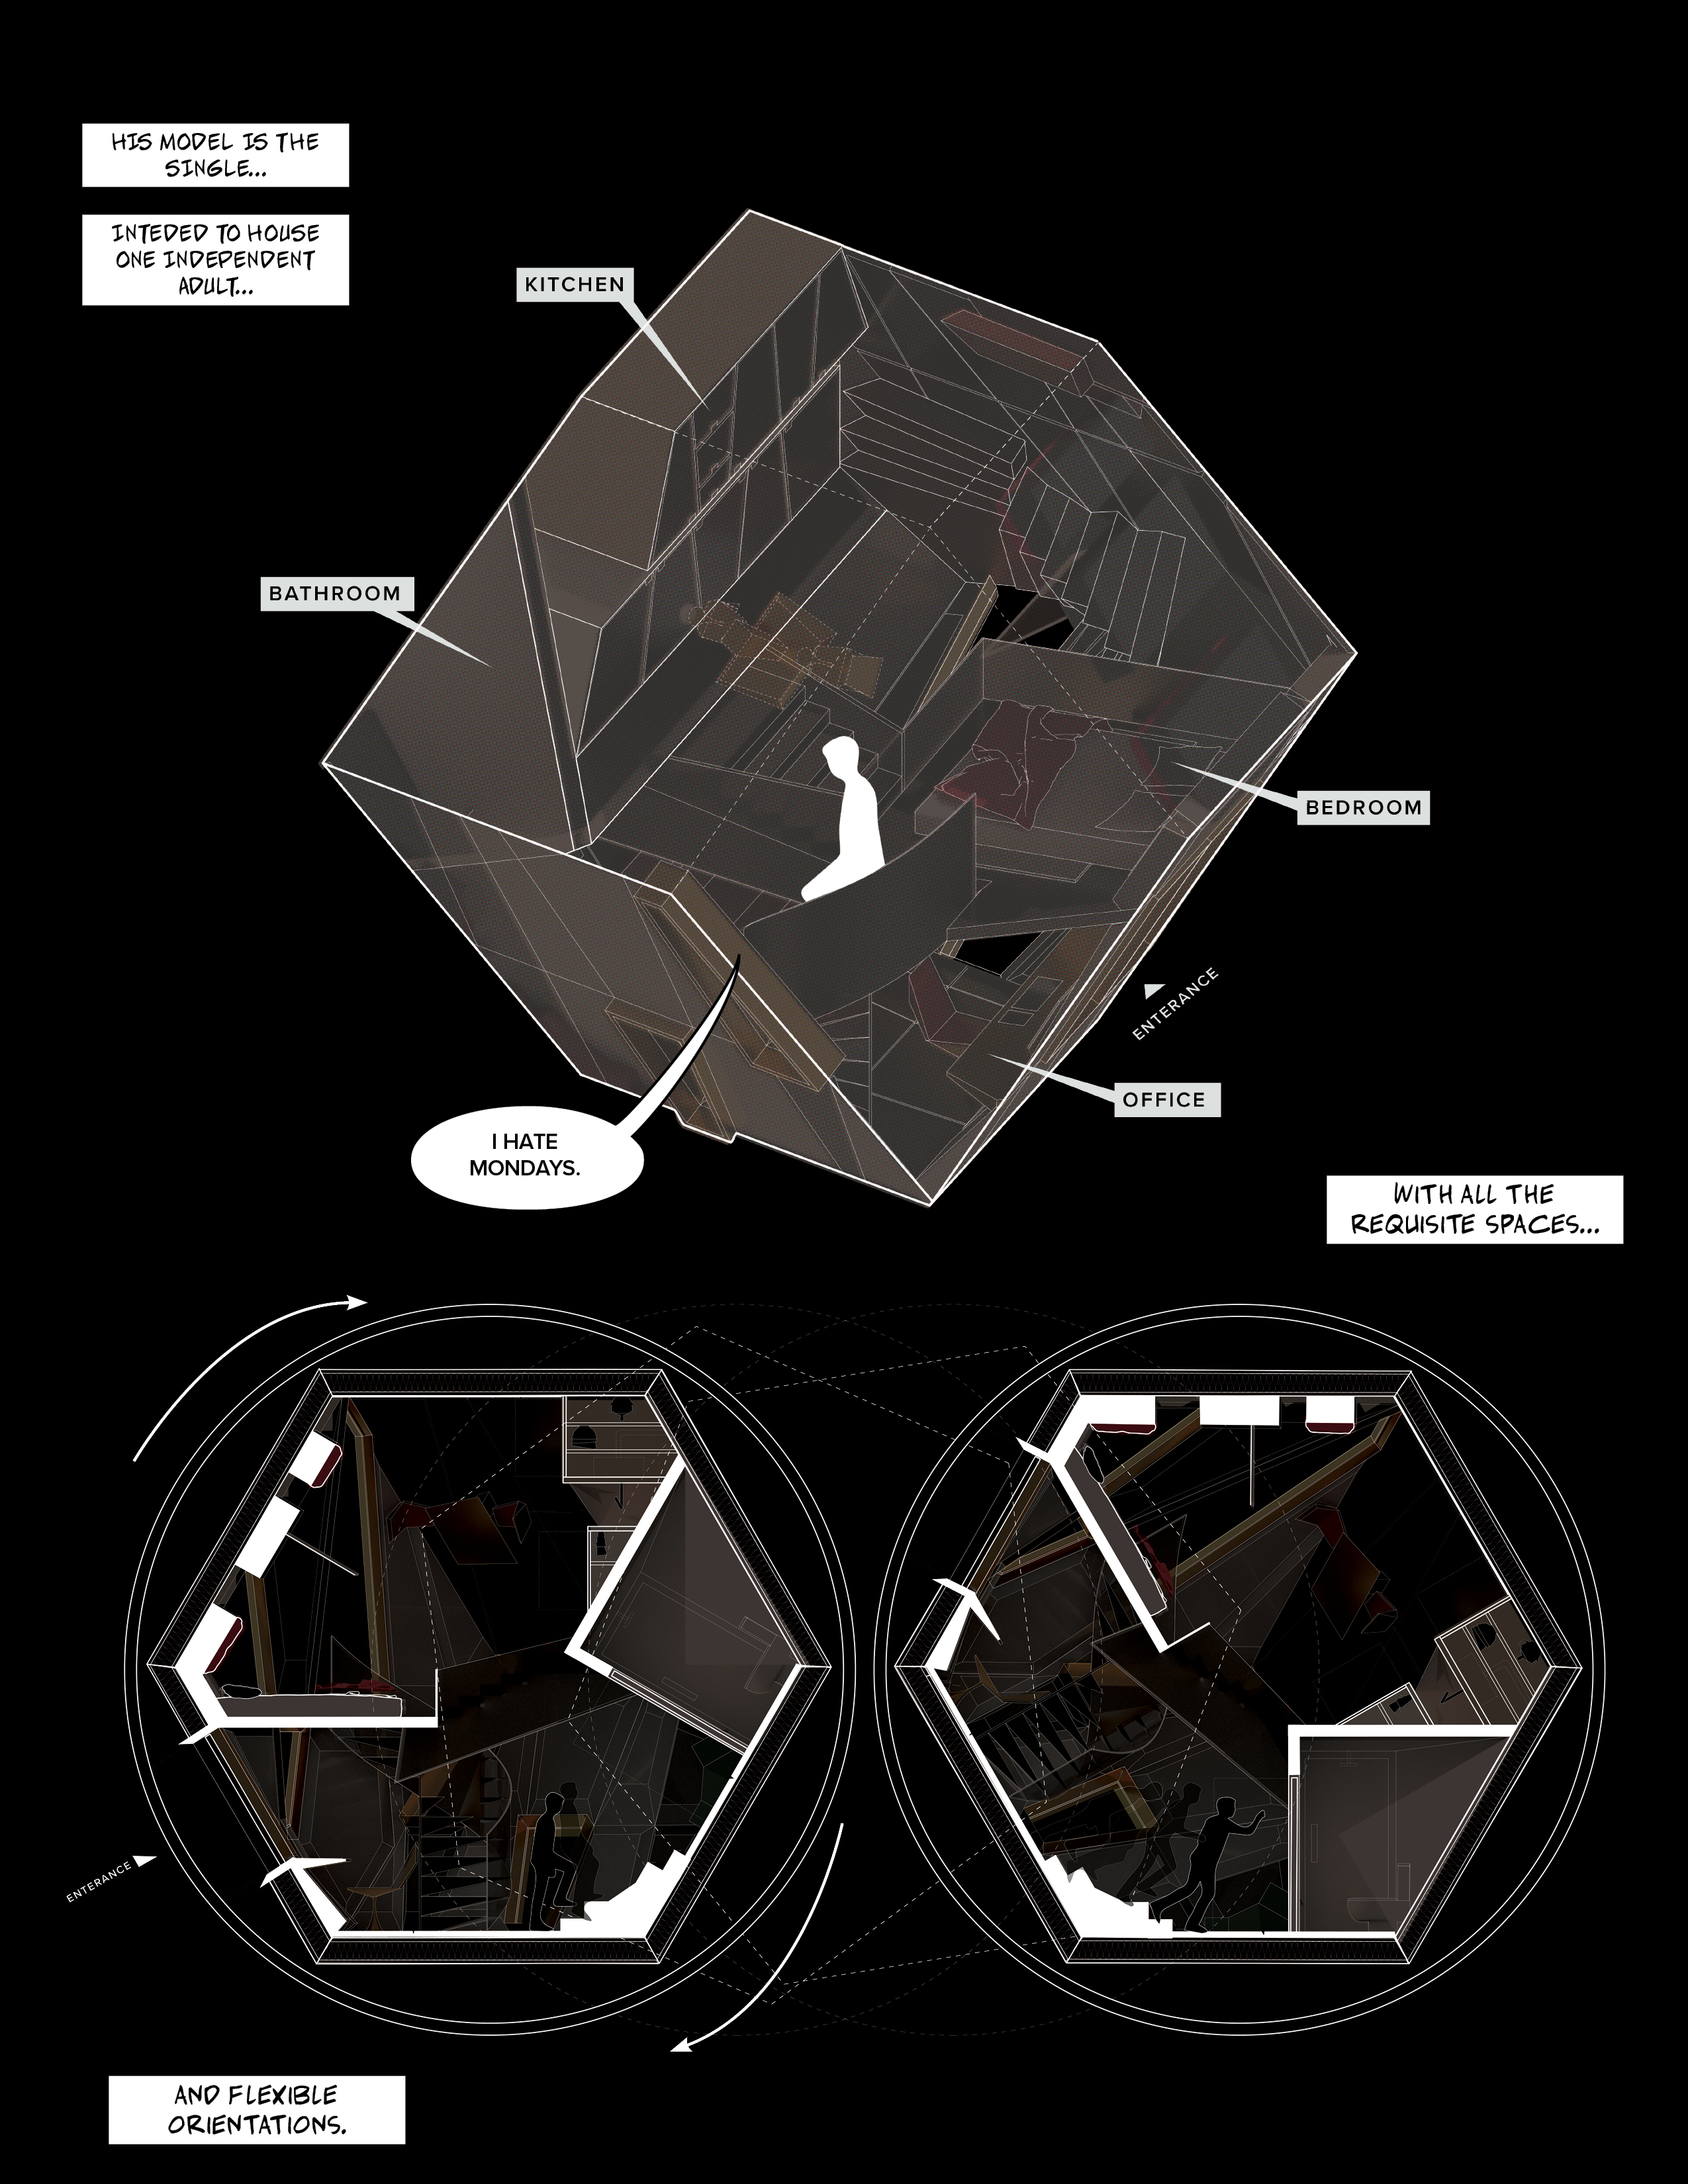 HIS MODEL IS THE
SINGLE...
INTEDED TO HOUSE
ONE INDEPENDENT
ADULT...
KITCHEN
BATHROOM
BEDROOM
ENTERANCE
OFFICE
I HATE
MONDAYS.
WITH ALL THE
REQUISITE SPACES...
ENTERANCE
AND FLEXIBLE
ORIENTATIONS.